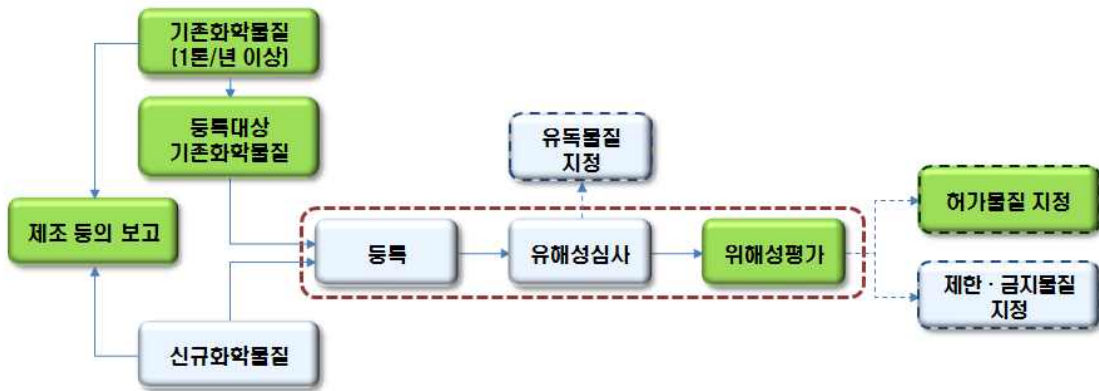 기존화학물질
(1톤/년 이상)
등록대상
기존화학물질
유독물질
지정
허가물질 지정
제조 등의 보고
등록
유해성심사
위해성평가
제한 · 금지물질
지정
신규화학물질